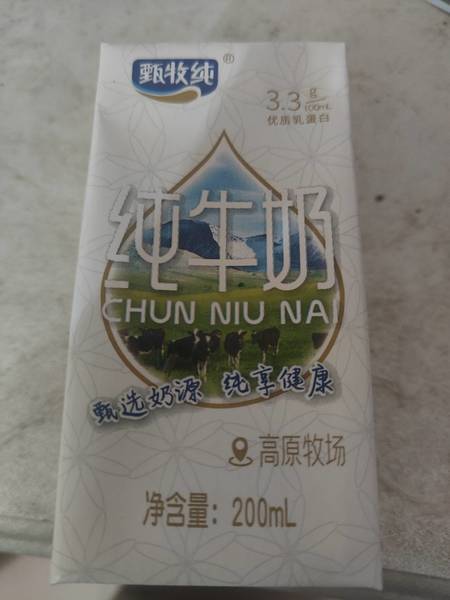 甄牧纯®
3.3 g/100mL
优质乳蛋白
纯牛奶
CHUN NIU NAI
甄选奶源 纯享健康
高原牧场
净含量：200mL